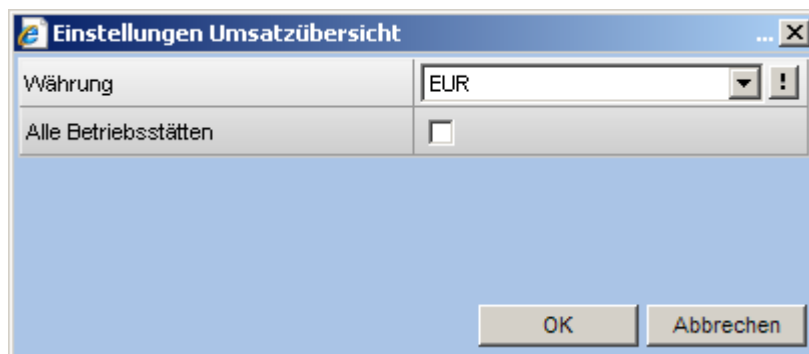 Einstellungen Umsatzübersicht ...
Währung EUR !
Alle Betriebsstätten
OK Abbrechen